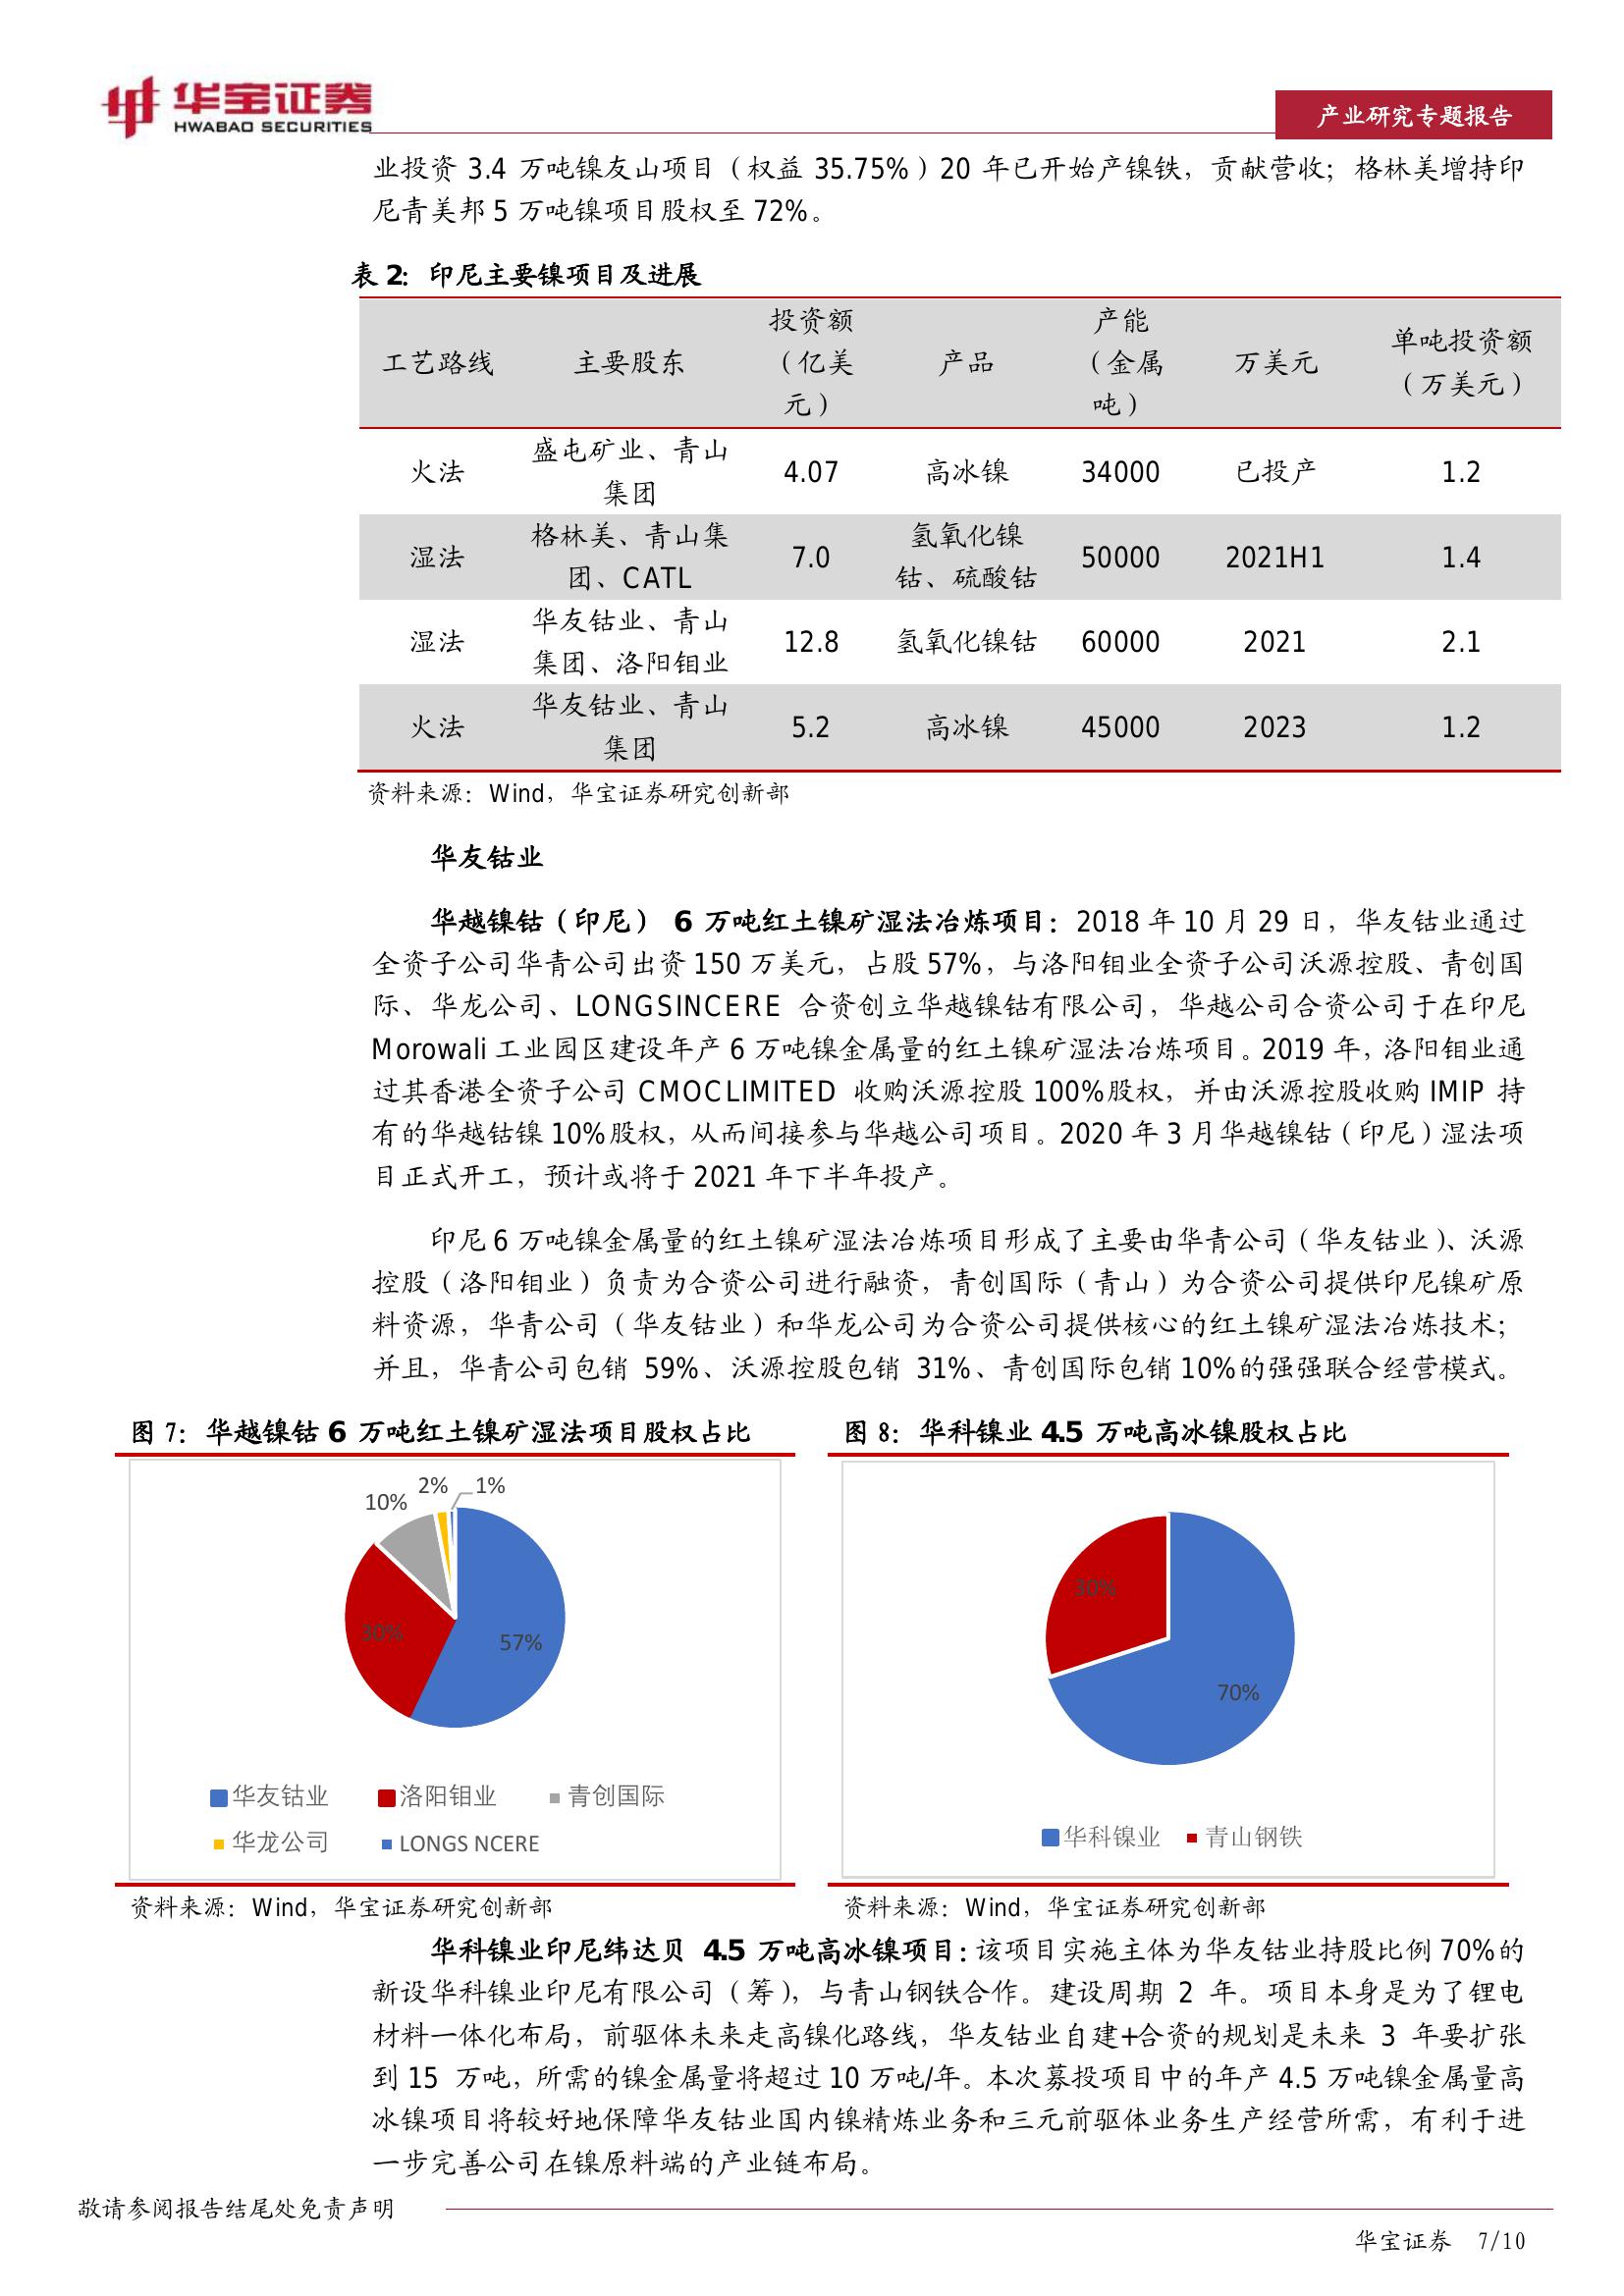 华宝证券
HWABAO SECURITIES
产业研究专题报告
业投资 3.4 万吨镍友山项目（权益 35.75%）20 年已开始产镍铁，贡献营收；格林美增持印
尼青美邦 5 万吨镍项目股权至 72%。
表 2：印尼主要镍项目及进展
工艺路线 主要股东 投资额（亿美元） 产品 产能（金属吨） 万美元 单吨投资额（万美元）
火法 盛屯矿业、青山集团 4.07 高冰镍 34000 已投产 1.2
湿法 格林美、青山集团、CATL 7.0 氢氧化镍钴、硫酸钴 50000 2021H1 1.4
湿法 华友钴业、青山集团、洛阳钼业 12.8 氢氧化镍钴 60000 2021 2.1
火法 华友钴业、青山集团 5.2 高冰镍 45000 2023 1.2
资料来源：Wind，华宝证券研究创新部
华友钴业
华越镍钴（印尼） 6 万吨红土镍矿湿法冶炼项目：2018 年 10 月 29 日，华友钴业通过
全资子公司华青公司出资 150 万美元，占股 57%，与洛阳钼业全资子公司沃源控股、青创国
际、华龙公司、LONGSINCERE 合资创立华越镍钴有限公司，华越公司合资公司于在印尼
Morowali 工业园区建设年产 6 万吨镍金属量的红土镍矿湿法冶炼项目。2019 年，洛阳钼业通
过其香港全资子公司 CMOCLIMITED 收购沃源控股 100%股权，并由沃源控股收购 IMIP 持
有的华越钴镍 10%股权，从而间接参与华越公司项目。2020 年 3 月华越镍钴（印尼）湿法项
目正式开工，预计或将于 2021 年下半年投产。
印尼 6 万吨镍金属量的红土镍矿湿法冶炼项目形成了主要由华青公司（华友钴业）、沃源
控股（洛阳钼业）负责为合资公司进行融资，青创国际（青山）为合资公司提供印尼镍矿原
料资源，华青公司（华友钴业）和华龙公司为合资公司提供核心的红土镍矿湿法冶炼技术；
并且，华青公司包销 59%、沃源控股包销 31%、青创国际包销 10%的强强联合经营模式。
图 7：华越镍钴 6 万吨红土镍矿湿法项目股权占比
2% 1%
10%
30%
57%
华友钴业 洛阳钼业 青创国际
华龙公司 LONGS NCERE
资料来源：Wind，华宝证券研究创新部
图 8：华科镍业 4.5 万吨高冰镍股权占比
30%
70%
华科镍业 青山钢铁
资料来源：Wind，华宝证券研究创新部
华科镍业印尼纬达贝 4.5 万吨高冰镍项目：该项目实施主体为华友钴业持股比例 70%的
新设华科镍业印尼有限公司（筹），与青山钢铁合作。建设周期 2 年。项目本身是为了锂电
材料一体化布局，前驱体未来走高镍化路线，华友钴业自建+合资的规划是未来 3 年要扩张
到 15 万吨，所需的镍金属量将超过 10 万吨/年。本次募投项目中的年产 4.5 万吨镍金属量高
冰镍项目将较好地保障华友钴业国内镍精炼业务和三元前驱体业务生产经营所需，有利于进
一步完善公司在镍原料端的产业链布局。
敬请参阅报告结尾处免责声明
华宝证券 7/10